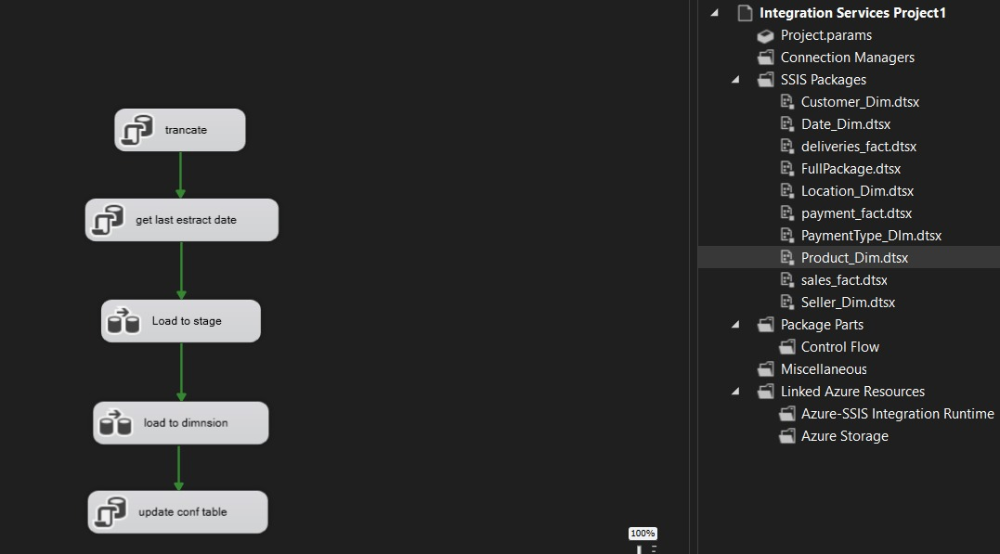 trancate
get last estract date
Load to stage
load to dimnsion
update conf table
100%
Integration Services Project1
Project.params
Connection Managers
SSIS Packages
Customer_Dim.dtsx
Date_Dim.dtsx
deliveries_fact.dtsx
FullPackage.dtsx
Location_Dim.dtsx
payment_fact.dtsx
PaymentType_DIm.dtsx
Product_Dim.dtsx
sales_fact.dtsx
Seller_Dim.dtsx
Package Parts
Control Flow
Miscellaneous
Linked Azure Resources
Azure-SSIS Integration Runtime
Azure Storage